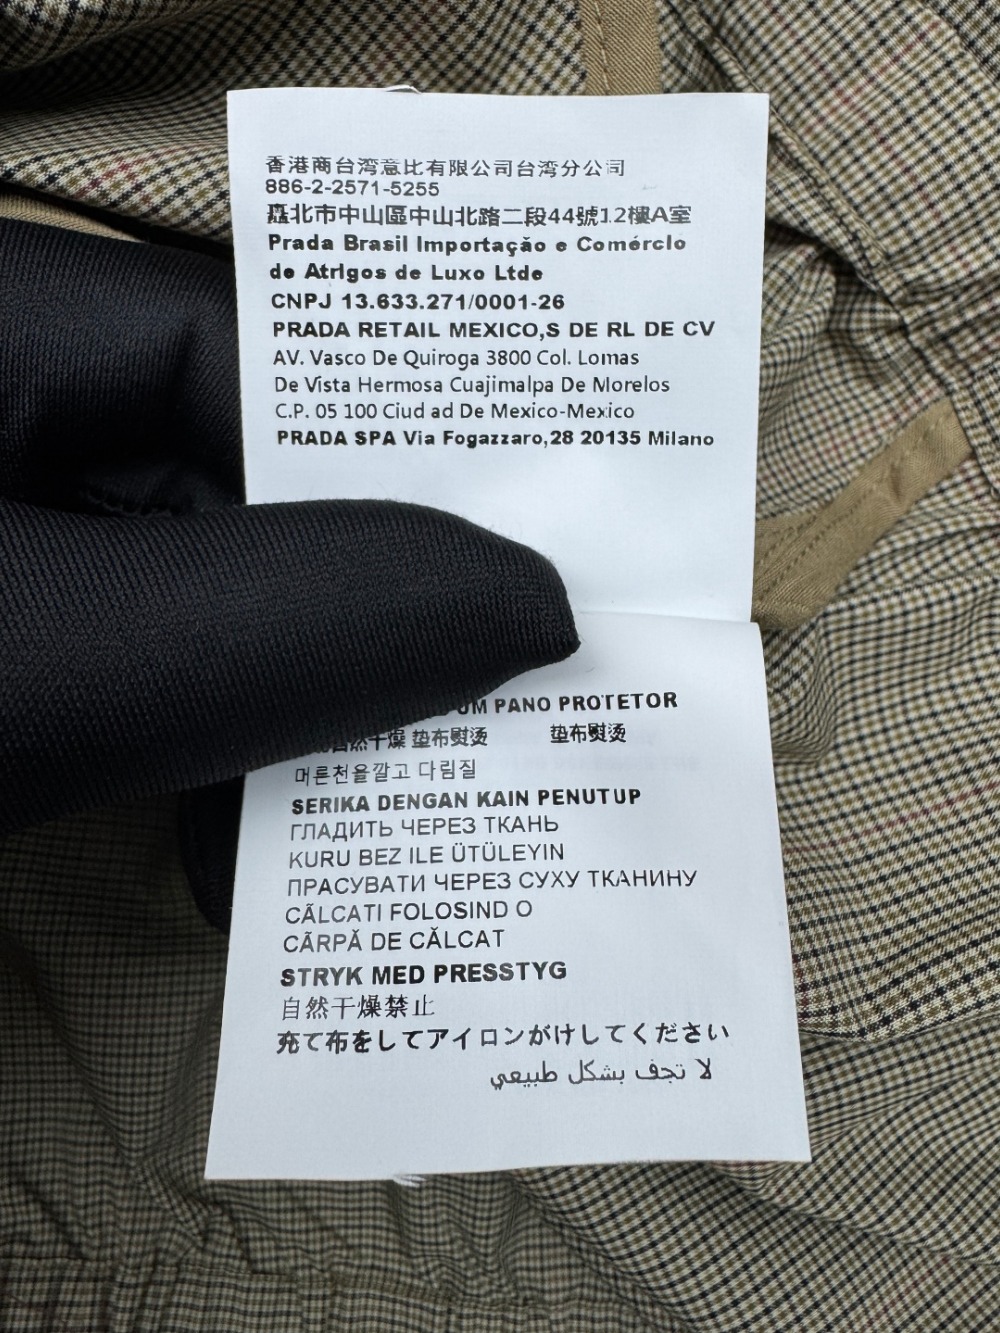 香港商台湾意比有限公司台湾分公司
886-2-2571-5255
北市中山區中山北路二段44號12樓A室
Prada Brasil Importação e Comércio
de Atrigos de Luxo Ltde
CNPJ 13.633.271/0001-26
PRADA RETAIL MEXICO,S DE RL DE CV
AV. Vasco De Quiroga 3800 Col. Lomas
De Vista Hermosa Cuajimalpa De Morelos
C.P. 05 100 Ciud ad De Mexico-Mexico
PRADA SPA Via Fogazzaro,28 20135 Milano
UM PANO PROTETOR
自然干燥 垫布熨烫 垫布熨烫
머른천을깔고 다림질
SERIKA DENGAN KAIN PENUTUP
ГЛАДИТЬ ЧЕРЕЗ ТКАНЬ
KURU BEZ ILE ÜTÜLEYIN
ПРАСУВАТИ ЧЕРЕЗ СУХУ ТКАНИНУ
CÃLCATI FOLOSIND O
CÃRPĂ DE CĂLCAT
STRYK MED PRESSTYG
自然干燥禁止
充て布をしてアイロンがけしてください
لا تجف بشكل طبيعي